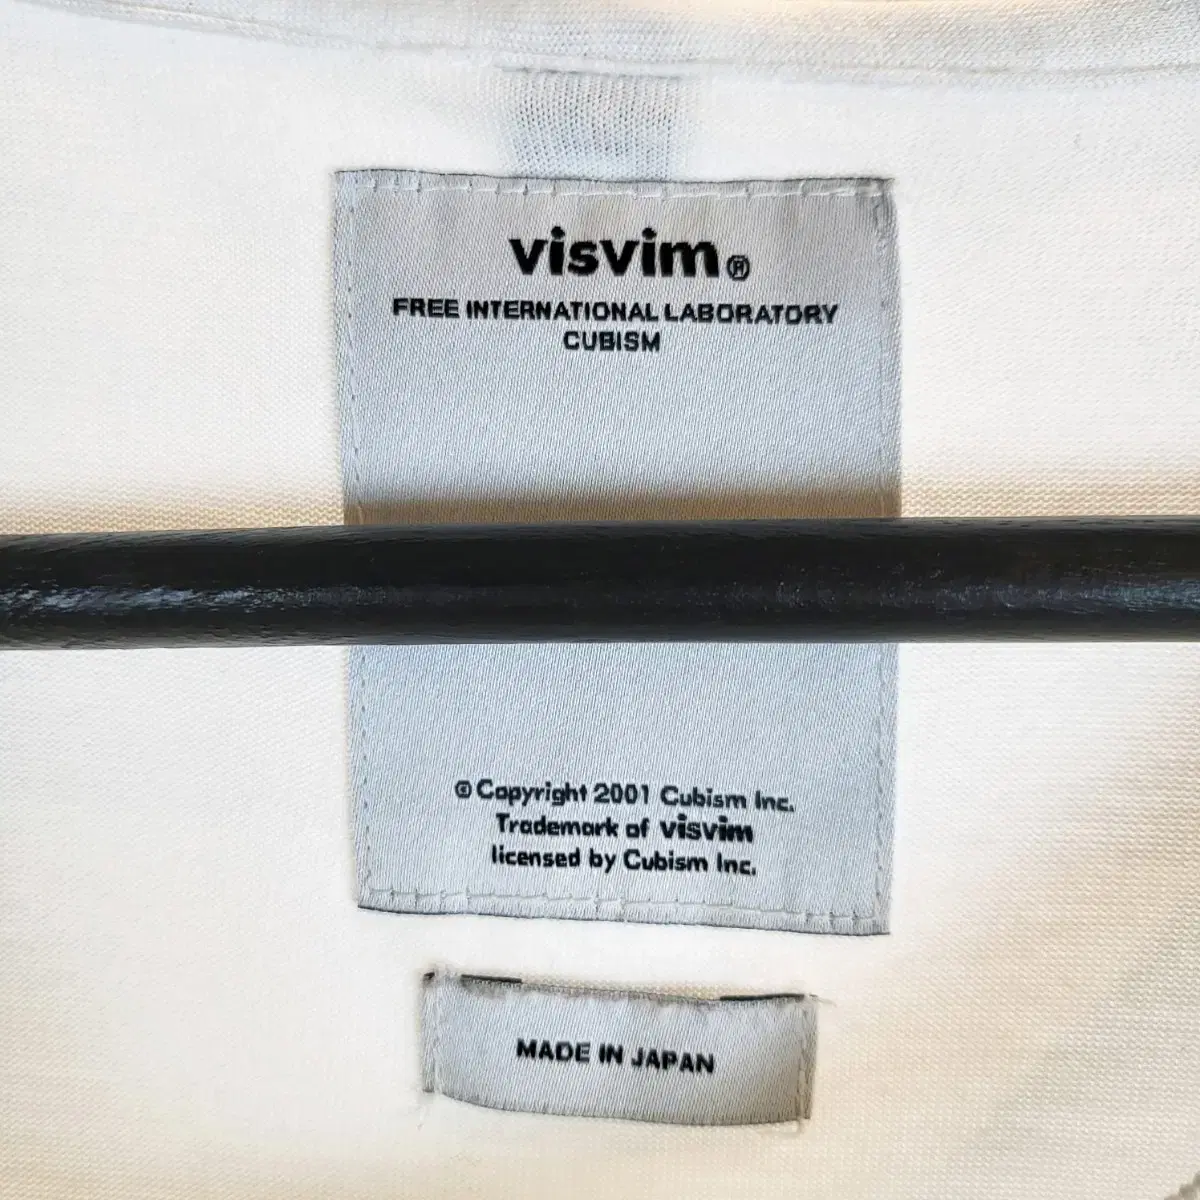 visvim®
FREE INTERNATIONAL LABORATORY
CUBISM
© Copyright 2001 Cubism Inc.
Trademark of visvim
licensed by Cubism Inc.
MADE IN JAPAN